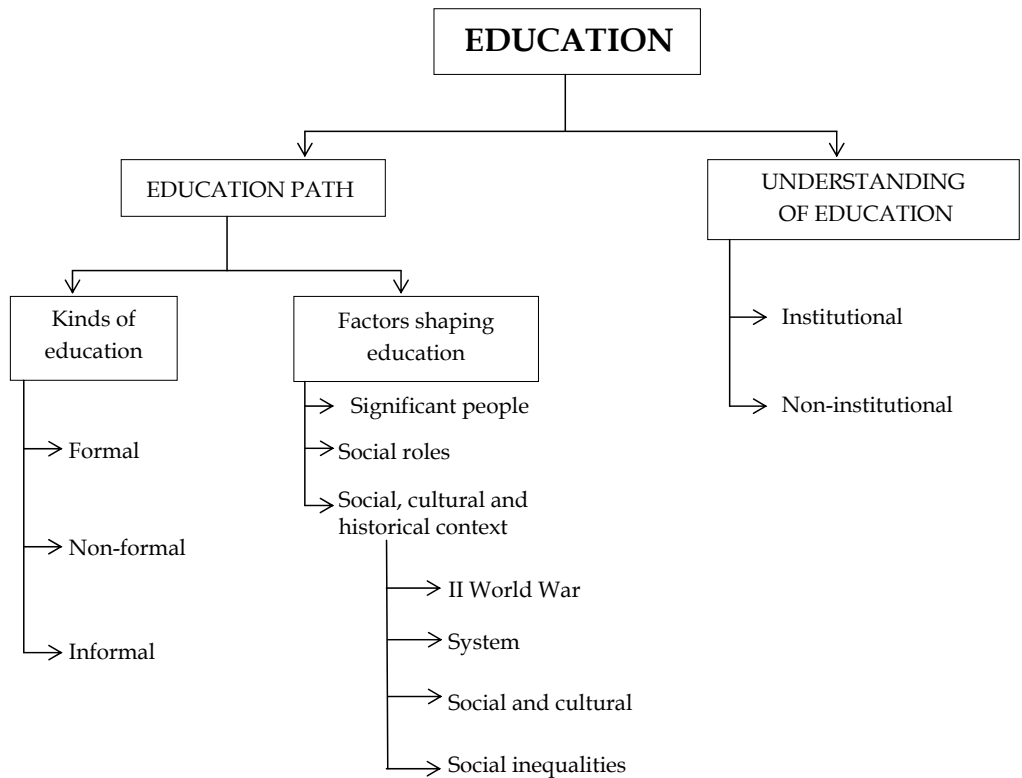 EDUCATION
EDUCATION PATH
UNDERSTANDING
OF EDUCATION
Kinds of
education
Factors shaping
education
Institutional
Non-institutional
Formal
Non-formal
Informal
Significant people
Social roles
Social, cultural and
historical context
II World War
System
Social and cultural
Social inequalities